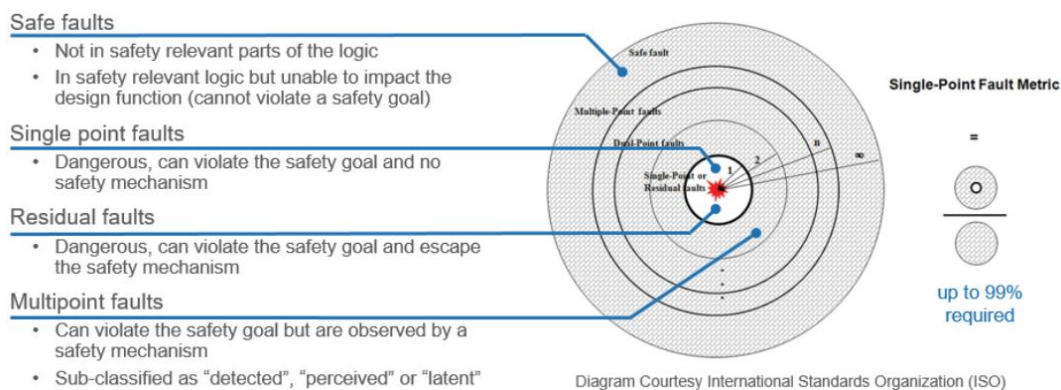 Safe faults
• Not in safety relevant parts of the logic
• In safety relevant logic but unable to impact the
design function (cannot violate a safety goal)
Single point faults
• Dangerous, can violate the safety goal and no
safety mechanism
Residual faults
• Dangerous, can violate the safety goal and escape
the safety mechanism
Multipoint faults
• Can violate the safety goal but are observed by a
safety mechanism
• Sub-classified as “detected”, “perceived” or “latent”
Safe fault
Multiple-Point faults
Dual-Point faults
Single-Point or
Residual faults
1
2
n
∞
Single-Point Fault Metric
=
up to 99%
required
Diagram Courtesy International Standards Organization (ISO)